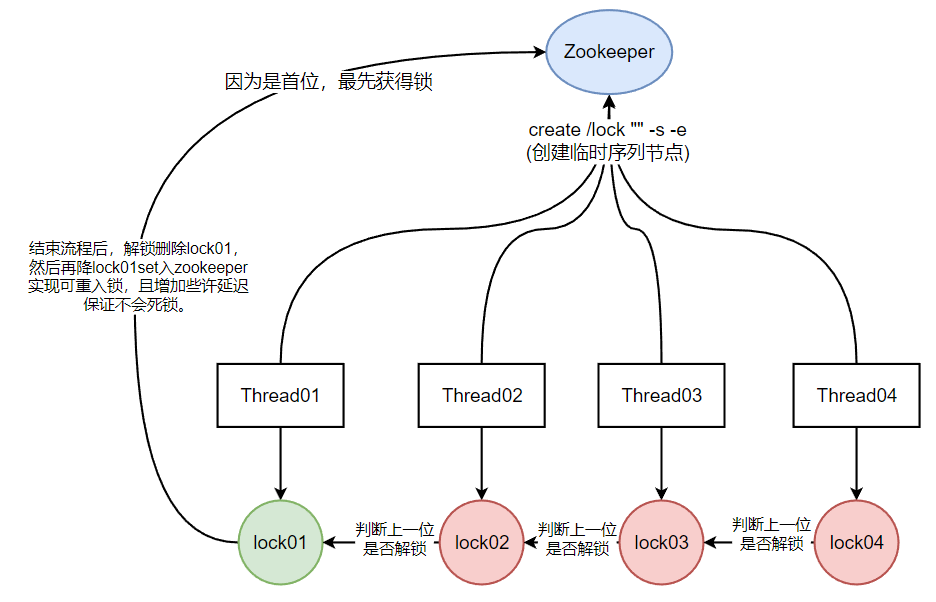 Zookeeper
因为是首位，最先获得锁
create /lock "" -s -e
(创建临时序列节点)
结束流程后，解锁删除lock01，
然后再降lock01set入zookeeper
实现可重入锁，且增加些许延迟
保证不会死锁。
Thread01
Thread02
Thread03
Thread04
lock01
判断上一位
是否解锁
lock02
判断上一位
是否解锁
lock03
判断上一位
是否解锁
lock04